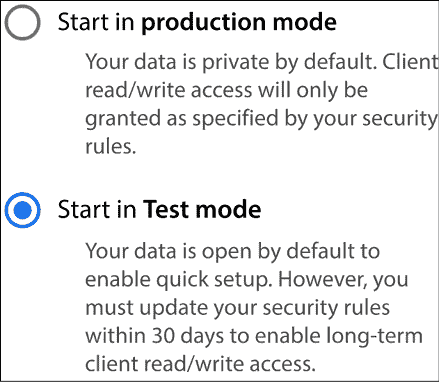 Start in production mode
Your data is private by default. Client
read/write access will only be
granted as specified by your security
rules.
Start in Test mode
Your data is open by default to
enable quick setup. However, you
must update your security rules
within 30 days to enable long-term
client read/write access.